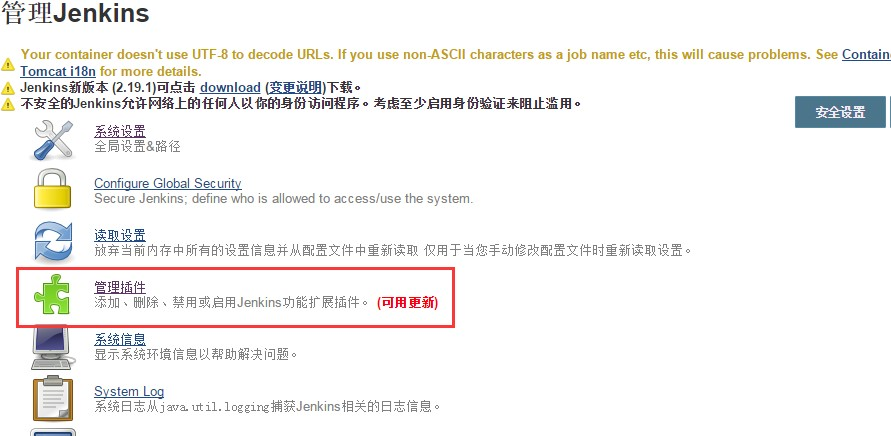 管理Jenkins
Your container doesn't use UTF-8 to decode URLs. If you use non-ASCII characters as a job name etc, this will cause problems. See Containe
Tomcat i18n for more details.
Jenkins新版本 (2.19.1)可点击 download (变更说明)下载。
不安全的Jenkins允许网络上的任何人以你的身份访问程序。考虑至少启用身份验证来阻止滥用。
安全设置
系统设置
全局设置&路径
Configure Global Security
Secure Jenkins; define who is allowed to access/use the system.
读取设置
放弃当前内存中所有的设置信息并从配置文件中重新读取 仅用于当您手动修改配置文件时重新读取设置。
管理插件
添加、删除、禁用或启用Jenkins功能扩展插件。 (可用更新)
系统信息
显示系统环境信息以帮助解决问题。
System Log
系统日志从java.util.logging捕获Jenkins相关的日志信息。